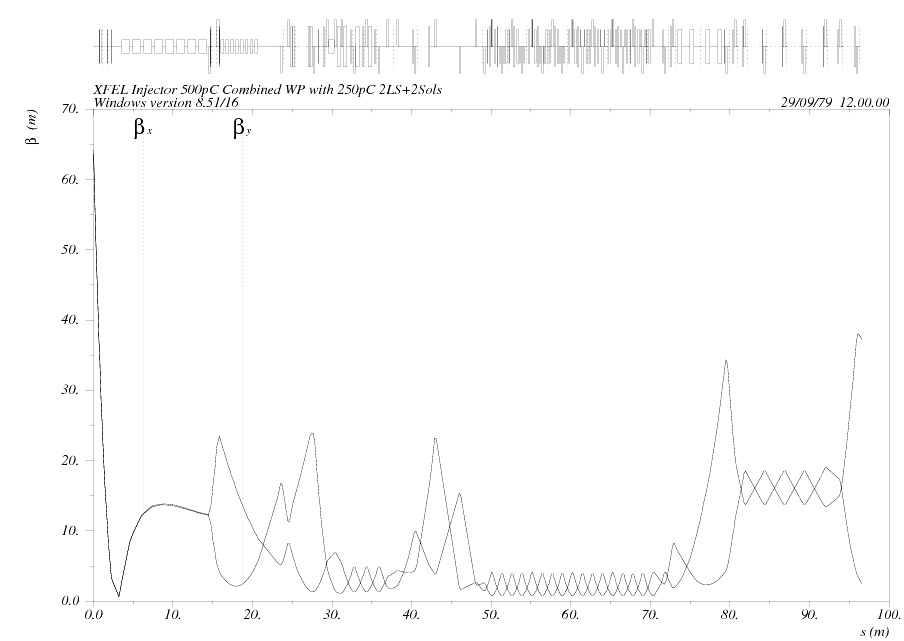 XFEL Injector 500pC Combined WP with 250pC 2LS+2Sols
Windows version 8.51/16 29/09/79 12.00.00
β (m)
70.
60.
50.
40.
30.
20.
10.
0.0
β x β y
0.0 10. 20. 30. 40. 50. 60. 70. 80. 90. 100.
s (m)